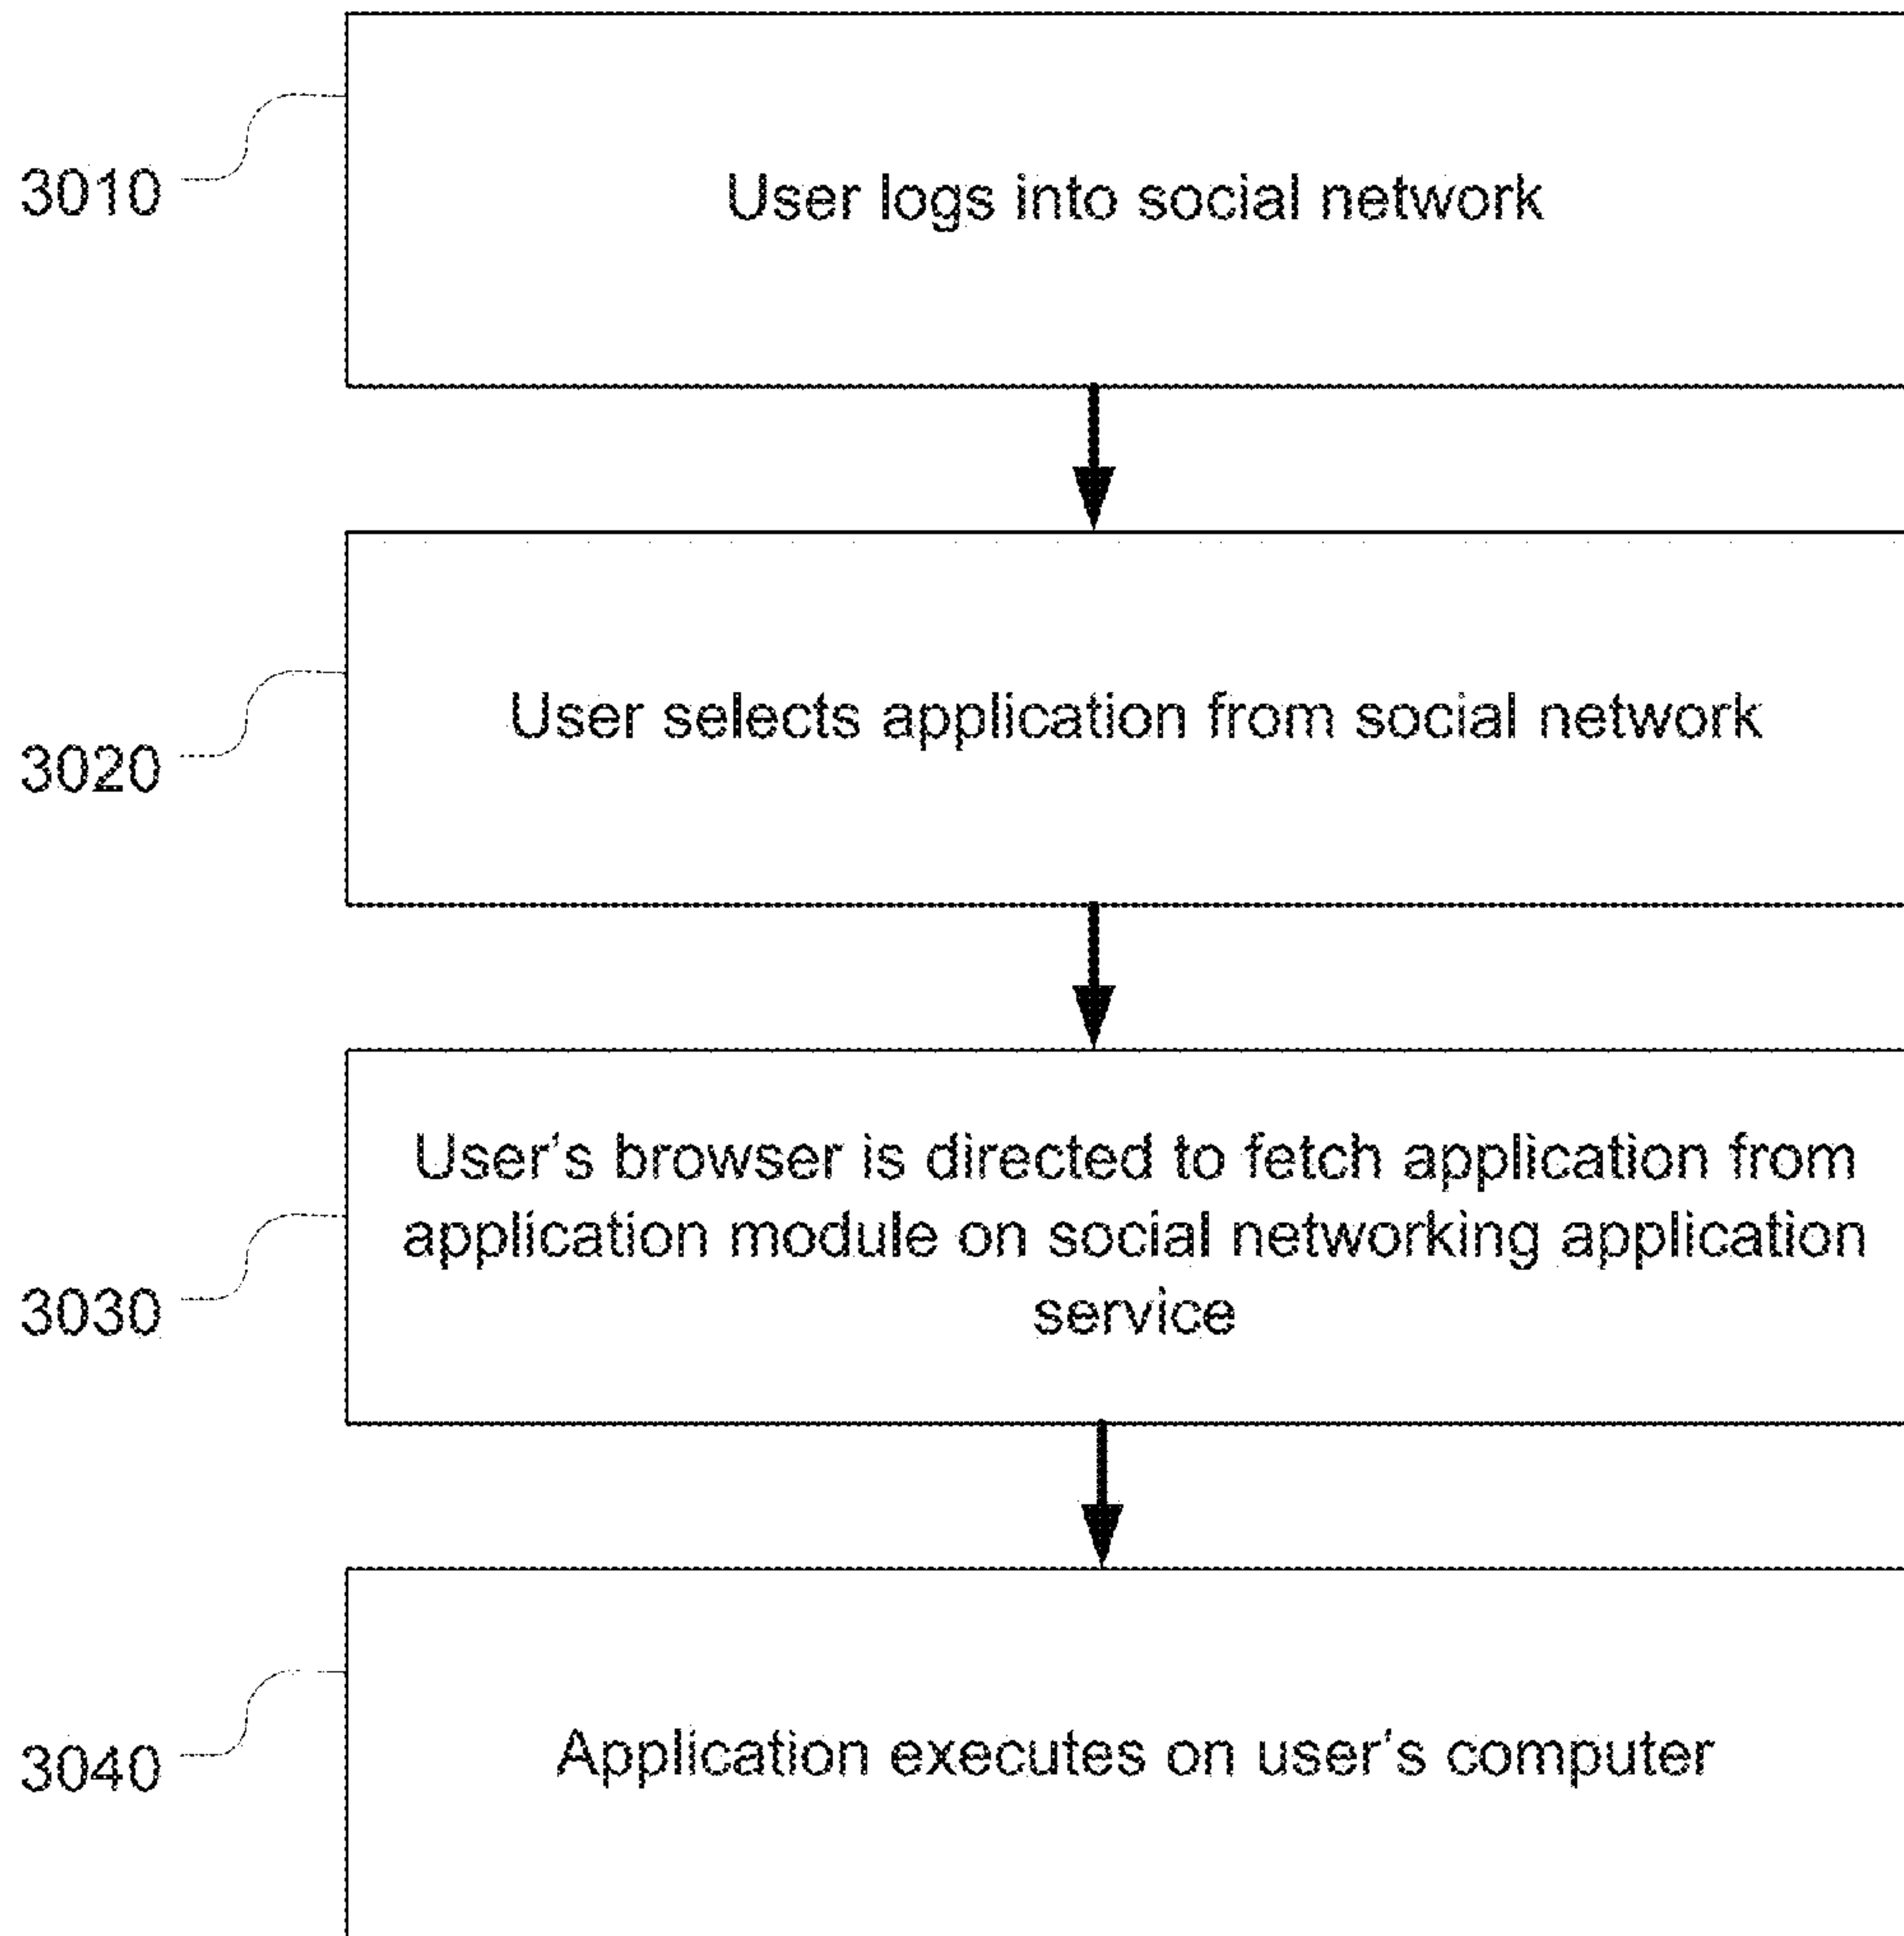 3010
User logs into social network
3020
User selects application from social network
3030
User's browser is directed to fetch application from
application module on social networking application
service
3040
Application executes on user's computer